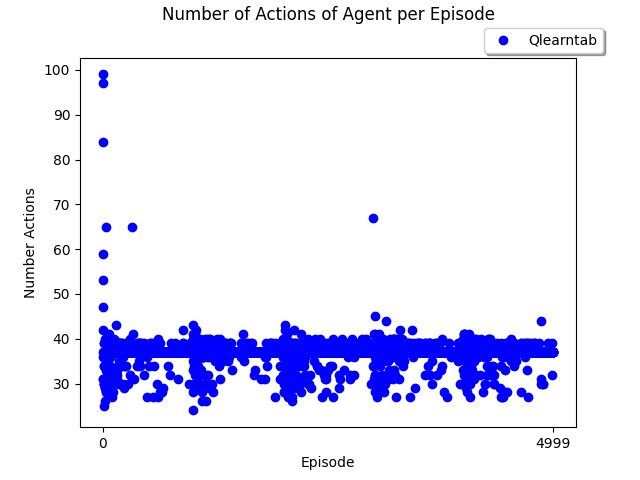 Number of Actions of Agent per Episode
Qlearntab
100
90
80
70
60
50
40
30
Number Actions
0
4999
Episode